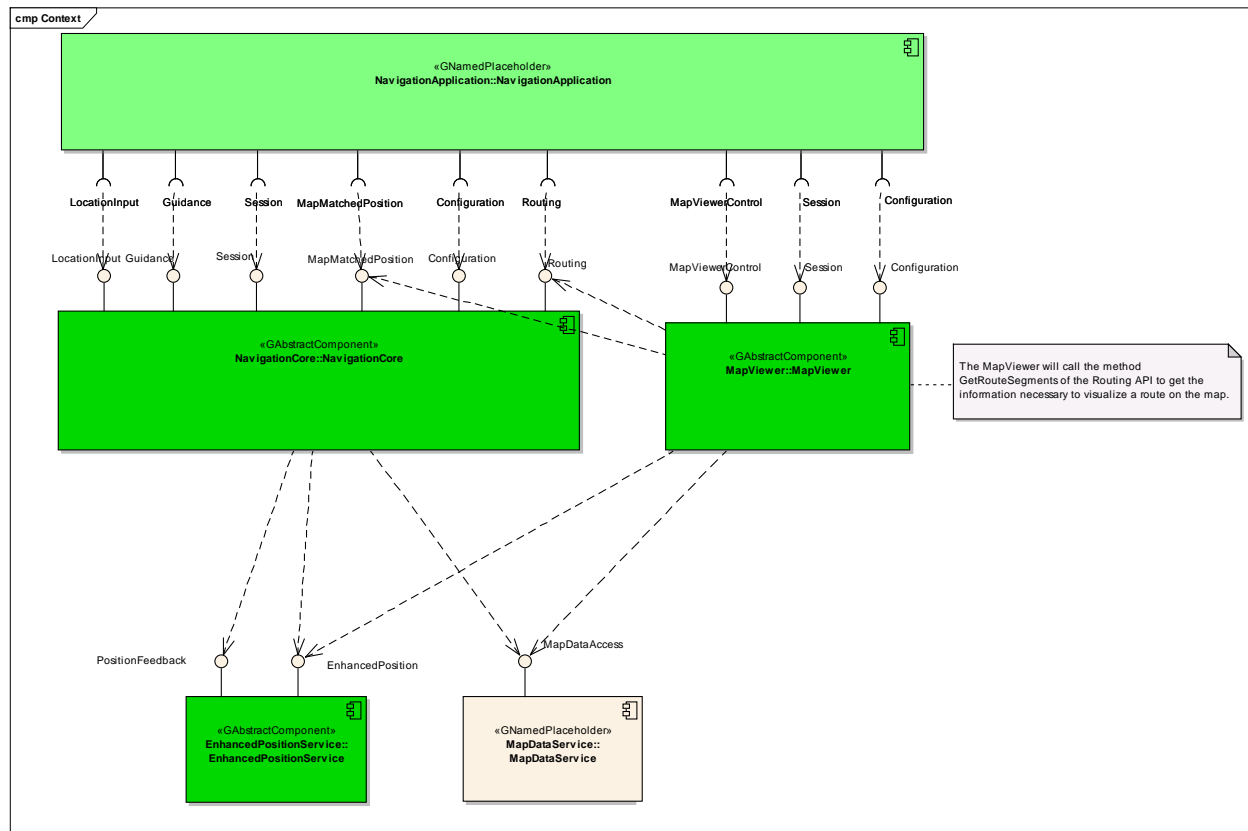 cmp Context
«GNamedPlaceholder»
NavigationApplication::NavigationApplication
LocationInput
Guidance
Session
MapMatchedPosition
Configuration
Routing
MapViewerControl
Session
Configuration
LocationInput
Guidance
Session
MapMatchedPosition
Configuration
Routing
MapViewerControl
Session
Configuration
«GAbstractComponent»
NavigationCore::NavigationCore
«GAbstractComponent»
MapViewer::MapViewer
The MapViewer will call the method
GetRouteSegments of the Routing API to get the
information necessary to visualize a route on the map.
PositionFeedback
EnhancedPosition
MapDataAccess
«GAbstractComponent»
EnhancedPositionService::
EnhancedPositionService
«GNamedPlaceholder»
MapDataService::
MapDataService